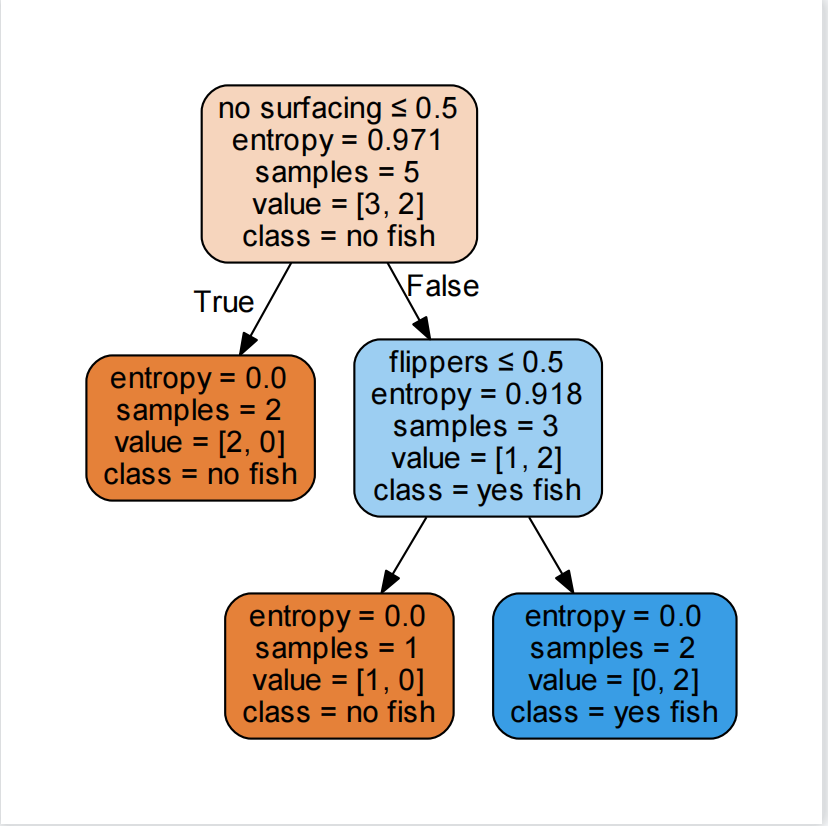 no surfacing ≤ 0.5
entropy = 0.971
samples = 5
value = [3, 2]
class = no fish
True
False
entropy = 0.0
samples = 2
value = [2, 0]
class = no fish
flippers ≤ 0.5
entropy = 0.918
samples = 3
value = [1, 2]
class = yes fish
entropy = 0.0
samples = 1
value = [1, 0]
class = no fish
entropy = 0.0
samples = 2
value = [0, 2]
class = yes fish